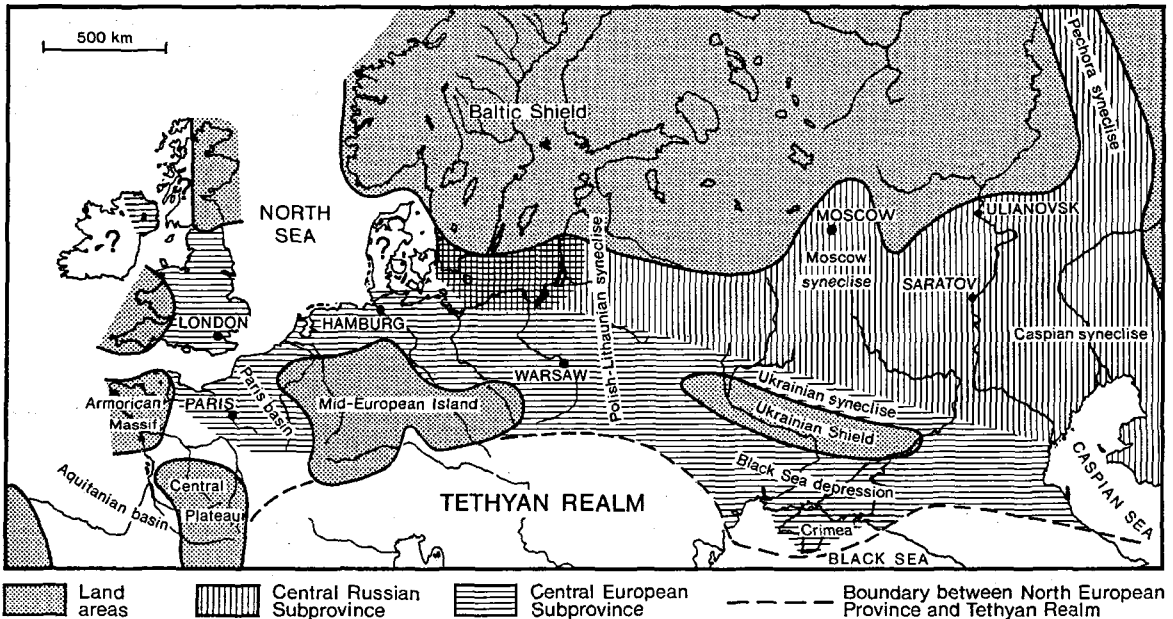 500 km
Pechora syneclise
Baltic Shield
NORTH
SEA
?
?
MOSCOW
ULIANOVSK
Moscow
syneclise
SARATOV
Polish-Lithaunian syneclise
LONDON
HAMBURG
Caspian syneclise
WARSAW
Ukrainian syneclise
Ukrainian Shield
Armorican
Massif
PARIS
Paris basin
Mid-European Island
CASPIAN SEA
Black Sea depression
Aquitanian basin
Central
Plateau
TETHYAN REALM
Crimea
BLACK SEA
Land
areas
Central Russian
Subprovince
Central European
Subprovince
Boundary between North European
Province and Tethyan Realm